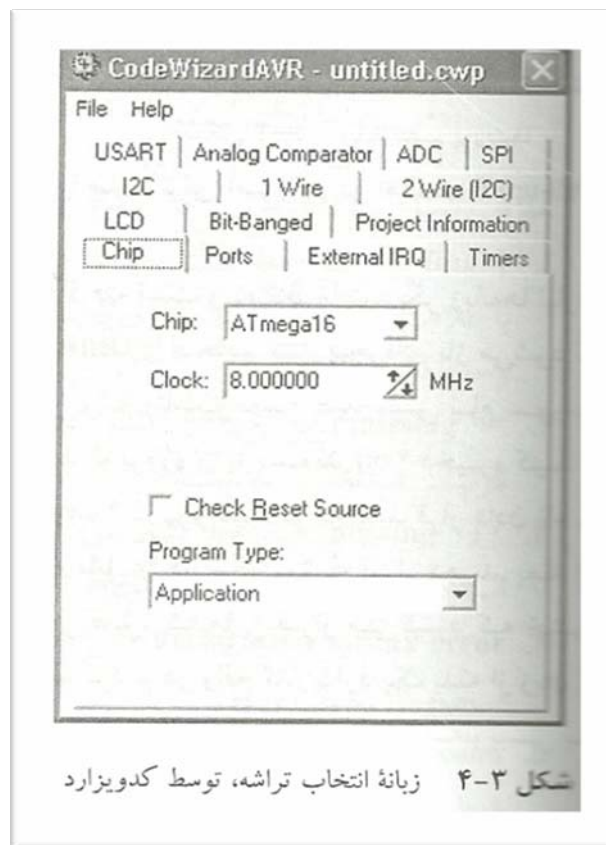 CodeWizardAVR - untitled.cwp
File Help
USART Analog Comparator ADC SPI
I2C 1 Wire 2 Wire (I2C)
LCD Bit-Banged Project Information
Chip Ports External IRQ Timers
Chip: ATmega16
Clock: 8.000000 MHz
Check Reset Source
Program Type:
Application
شکل ۳-۴ زبانهٔ انتخاب تراشه، توسط کدویزارد